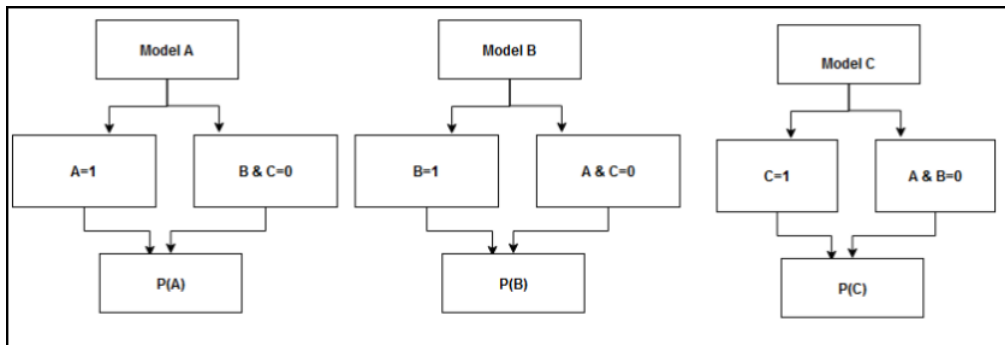 Model A
Model B
Model C
A=1
B & C=0
B=1
A & C=0
C=1
A & B=0
P(A)
P(B)
P(C)